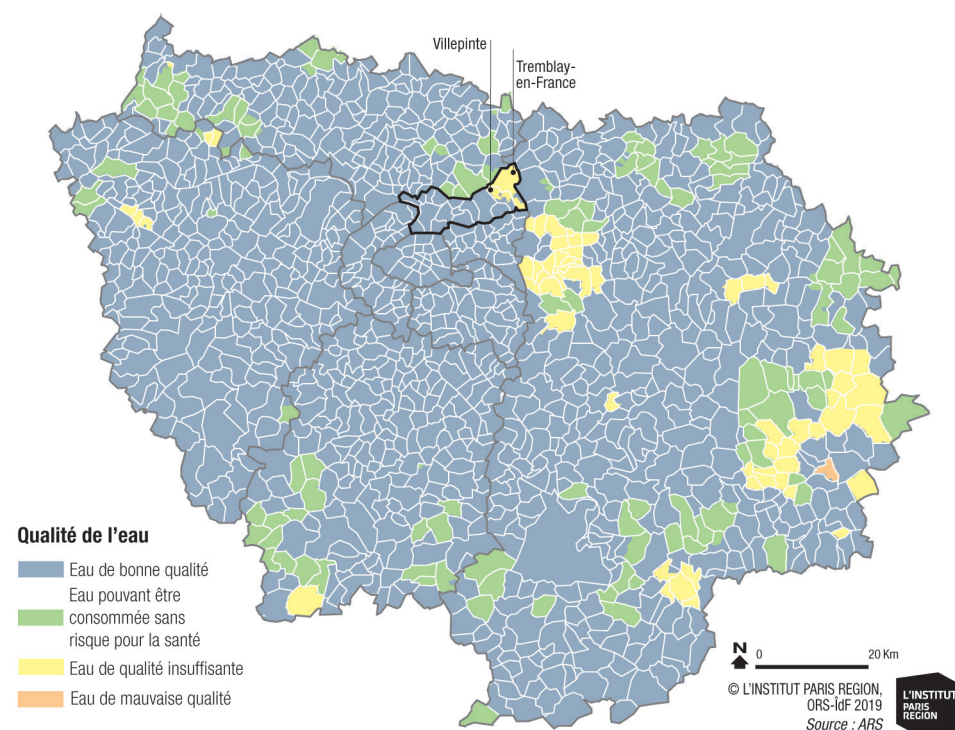 Villepinte
Tremblay-
en-France
Qualité de l'eau
Eau de bonne qualité
Eau pouvant être
consommée sans
risque pour la santé
Eau de qualité insuffisante
Eau de mauvaise qualité
N
0 20 Km
© L'INSTITUT PARIS REGION,
ORS-ÎdF 2019
Source : ARS
L'INSTITUT
PARIS
REGION